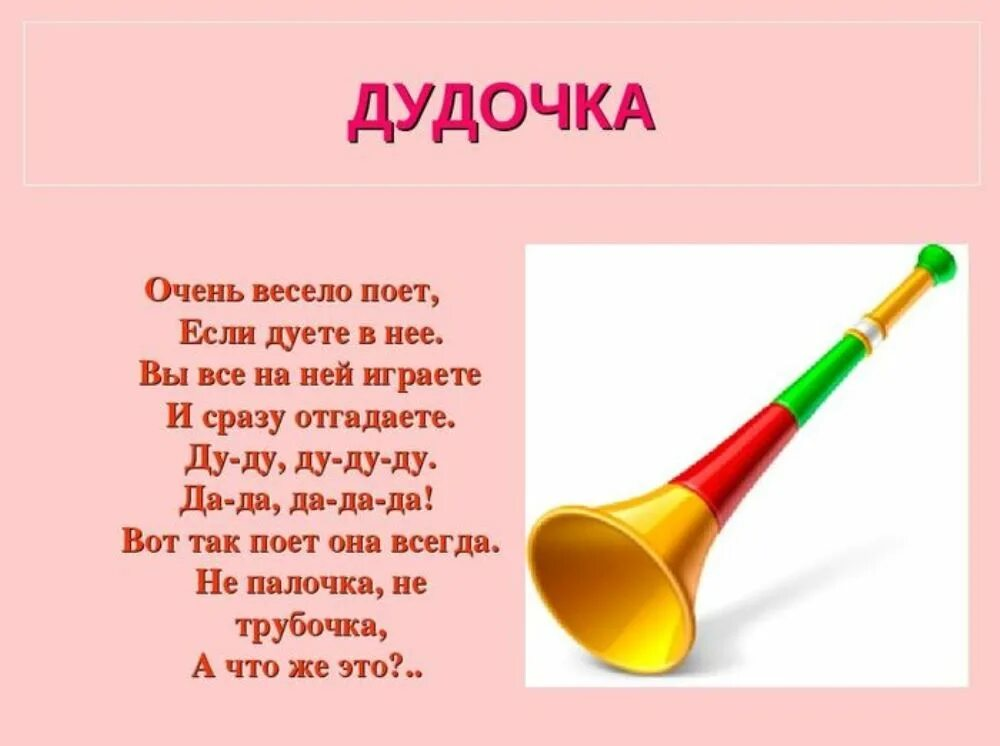 ДУДОЧКА
Очень весело поет,
Если дуете в нее.
Вы все на ней играете
И сразу отгадаете.
Ду-ду, ду-ду-ду.
Да-да, да-да-да!
Вот так поет она всегда.
Не палочка, не
трубочка,
А что же это?..